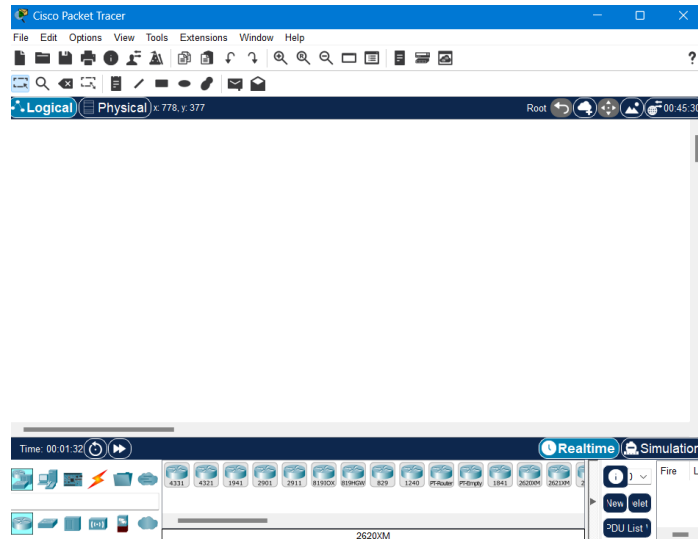 Cisco Packet Tracer
File Edit Options View Tools Extensions Window Help
?
Logical Physical x: 778, y: 377 Root 00:45:30
Time: 00:01:32 Realtime Simulation
Fire L
4331 4321 1941 2901 2911 819IOX 819HGW 829 1240 PT-Router PT-Empty 1841 2620XM 2621XM 2
New elet
PDU List
2620XM